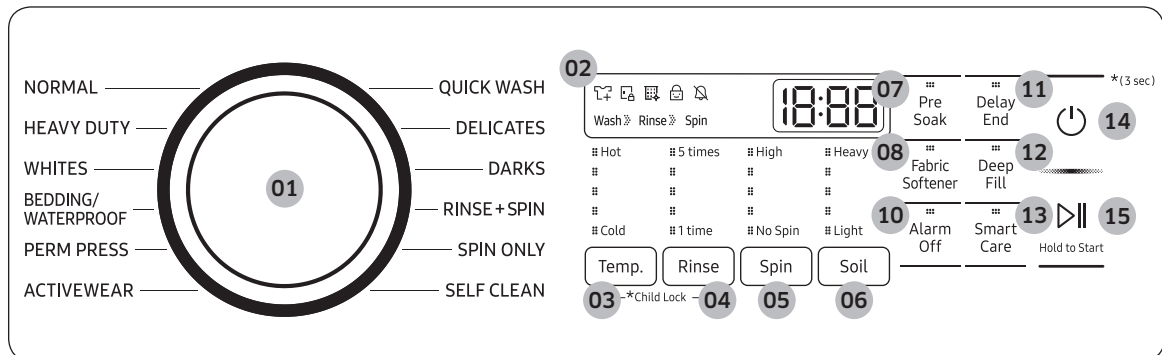 01
NORMAL
HEAVY DUTY
WHITES
BEDDING/
WATERPROOF
PERM PRESS
ACTIVEWEAR
QUICK WASH
DELICATES
DARKS
RINSE+SPIN
SPIN ONLY
SELF CLEAN
02
18:88
Wash Rinse Spin
Hot 5 times High Heavy
Cold 1 time No Spin Light
Temp. Rinse Spin Soil
03 *Child Lock 04 05 06
07
Pre
Soak
08
Fabric
Softener
10
Alarm
Off
11
Delay
End
12
Deep
Fill
13
Smart
Care
*(3 sec)
14
15
Hold to Start